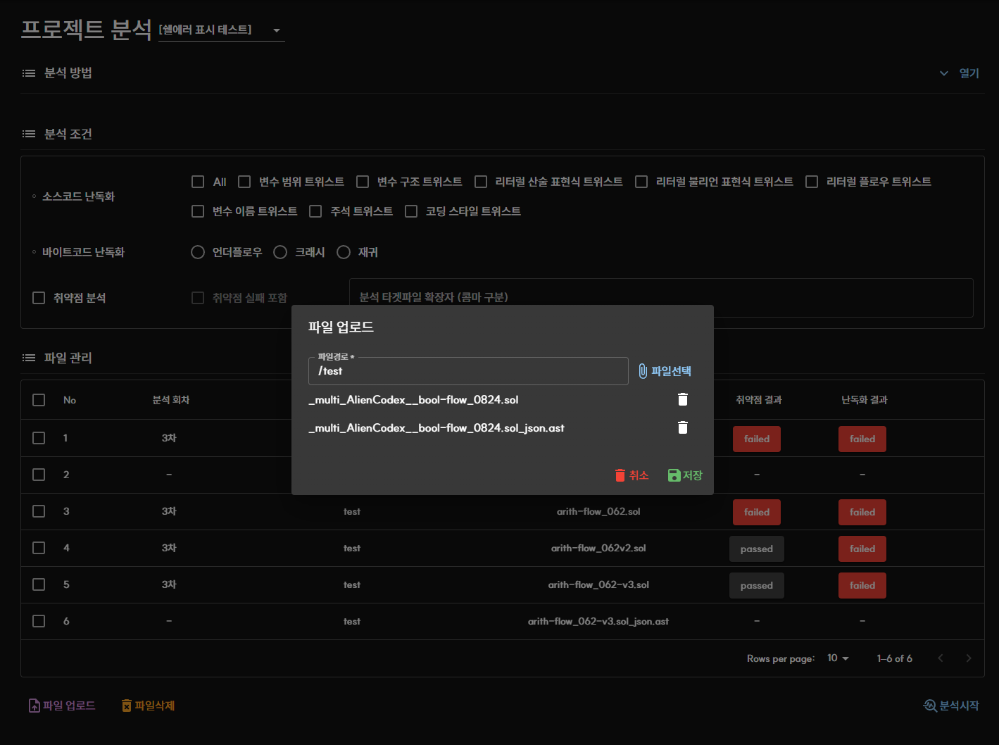 프로젝트 분석 [쉘에러 표시 테스트]
분석 방법
열기
분석 조건
소스코드 난독화
All 변수 범위 트위스트 변수 구조 트위스트 리터럴 산술 표현식 트위스트 리터럴 불리언 표현식 트위스트 리터럴 플로우 트위스트
변수 이름 트위스트 주석 트위스트 코딩 스타일 트위스트
바이트코드 난독화 언더플로우 크래시 재귀
취약점 분석 취약점 실패 포함 분석 타겟파일 확장자 (콤마 구분)
파일 업로드
파일경로 *
/test
파일선택
_multi_AlienCodex__bool-flow_0824.sol
_multi_AlienCodex__bool-flow_0824.sol_json.ast
취소 저장
파일 관리
No 분석 회차 취약점 결과 난독화 결과
1 3차 failed failed
2 - - -
3 3차 test arith-flow_062.sol failed failed
4 3차 test arith-flow_062v2.sol passed failed
5 3차 test arith-flow_062-v3.sol passed failed
6 - test arith-flow_062-v3.sol_json.ast - -
Rows per page: 10 1–6 of 6
파일 업로드 파일삭제 분석시작